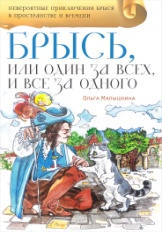 НЕВЕРОЯТНЫЕ ПРИКЛЮЧЕНИЯ БРЫСЯ
В ПРОСТРАНСТВЕ И ВРЕМЕНИ
БРЫСЬ,
ИЛИ ОДИН ЗА ВСЕХ,
И ВСЕ ЗА ОДНОГО
Ольга Малышкина